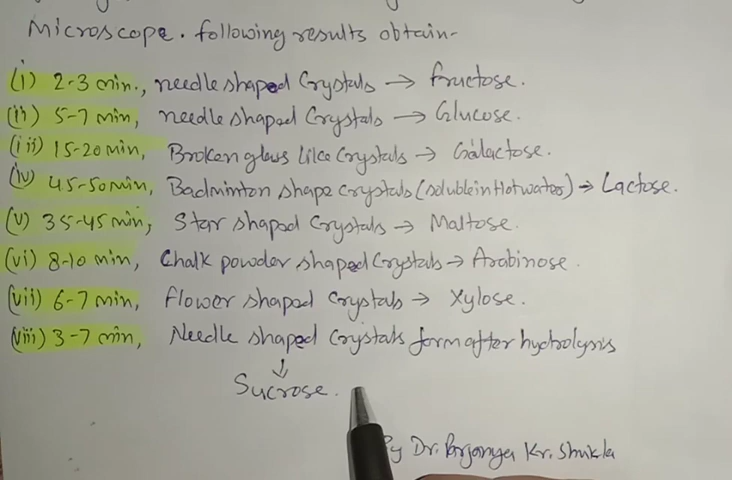 Microscope. following results obtain-
(i) 2-3 min., needle shaped Crystals → fructose.
(ii) 5-7 min, needle shaped Crystals → Glucose.
(iii) 15-20 min, Broken glass like Crystals → Galactose.
(iv) 45-50 min, Badminton shape crystals (soluble in Hot water) → Lactose.
(v) 35-45 min, Star shaped Crystals → Maltose.
(vi) 8-10 min, Chalk powder shaped Crystals → Arabinose.
(vii) 6-7 min, flower shaped Crystals → Xylose.
(viii) 3-7 min, Needle shaped Crystals form after hydrolysis
↓
Sucrose.
By Dr. Parjanya Kr. Shukla